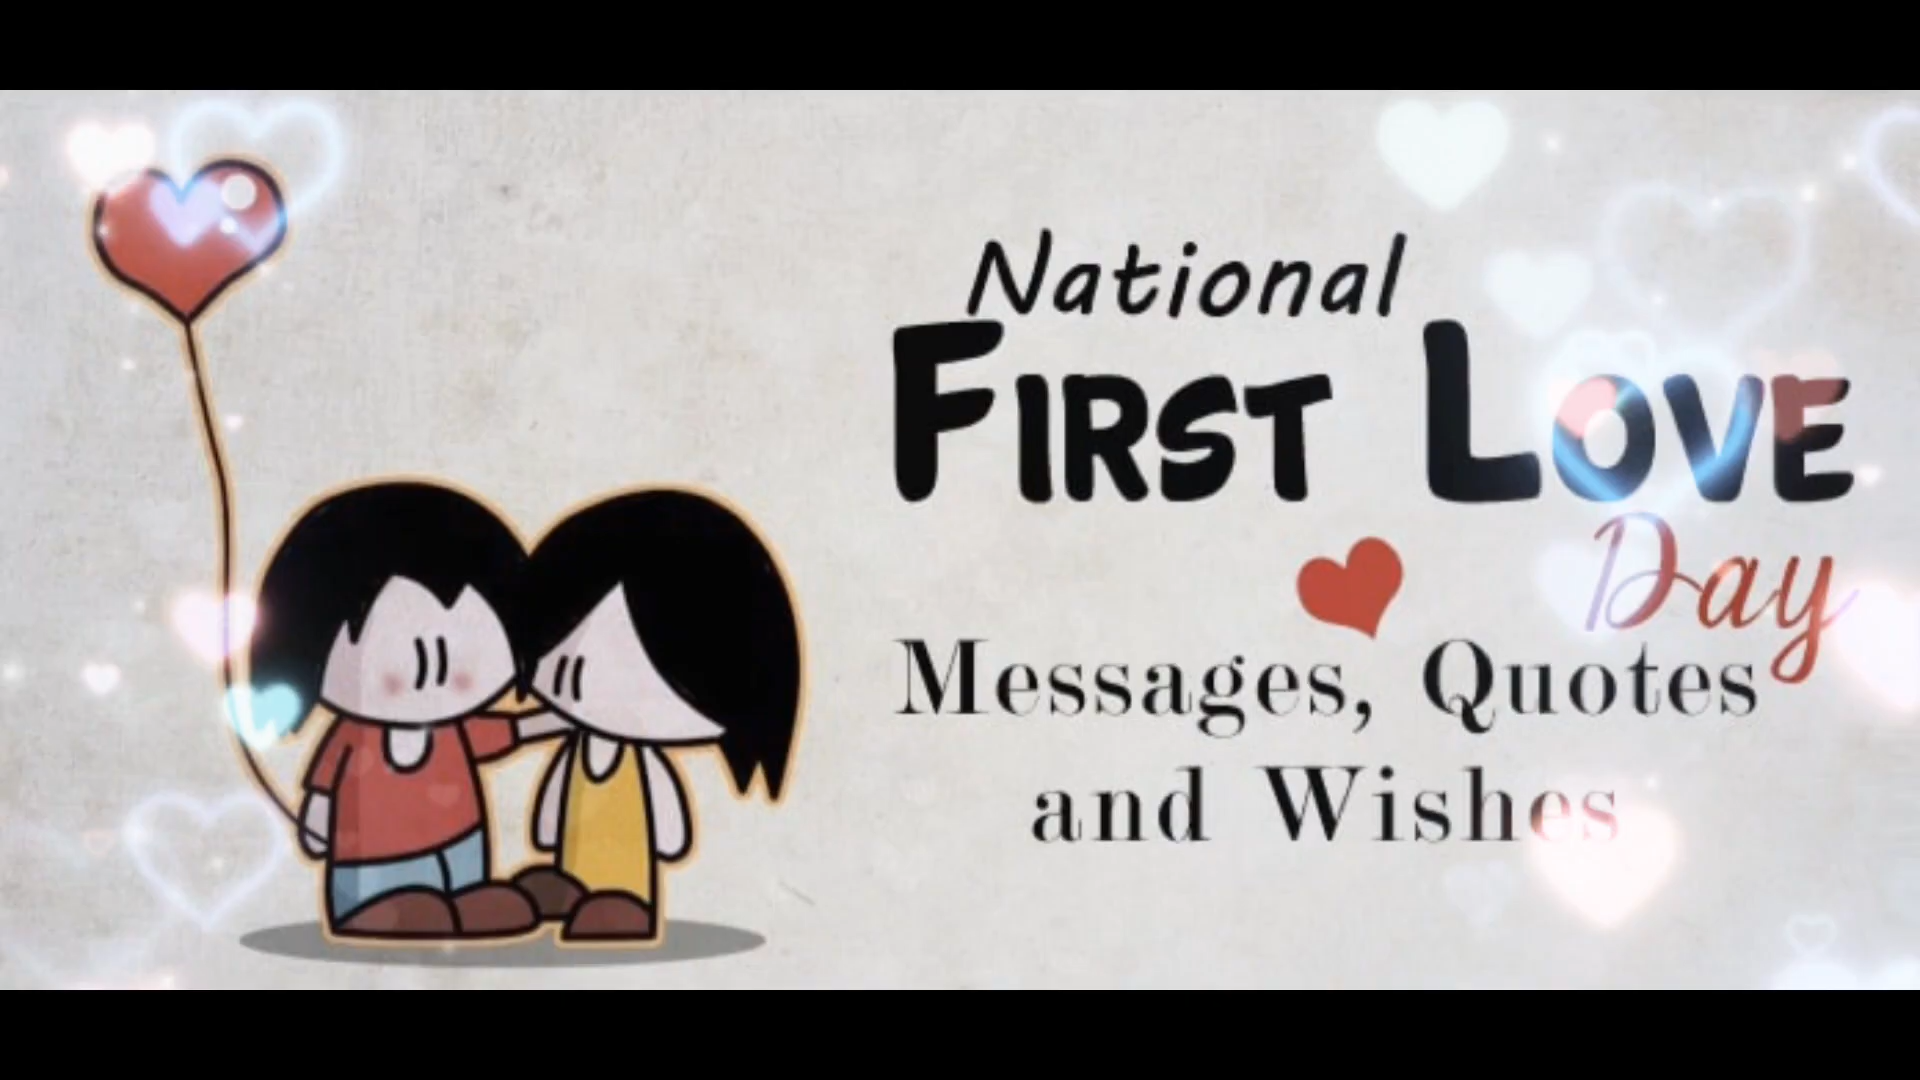 National
First Love
Day
Messages, Quotes
and Wishes